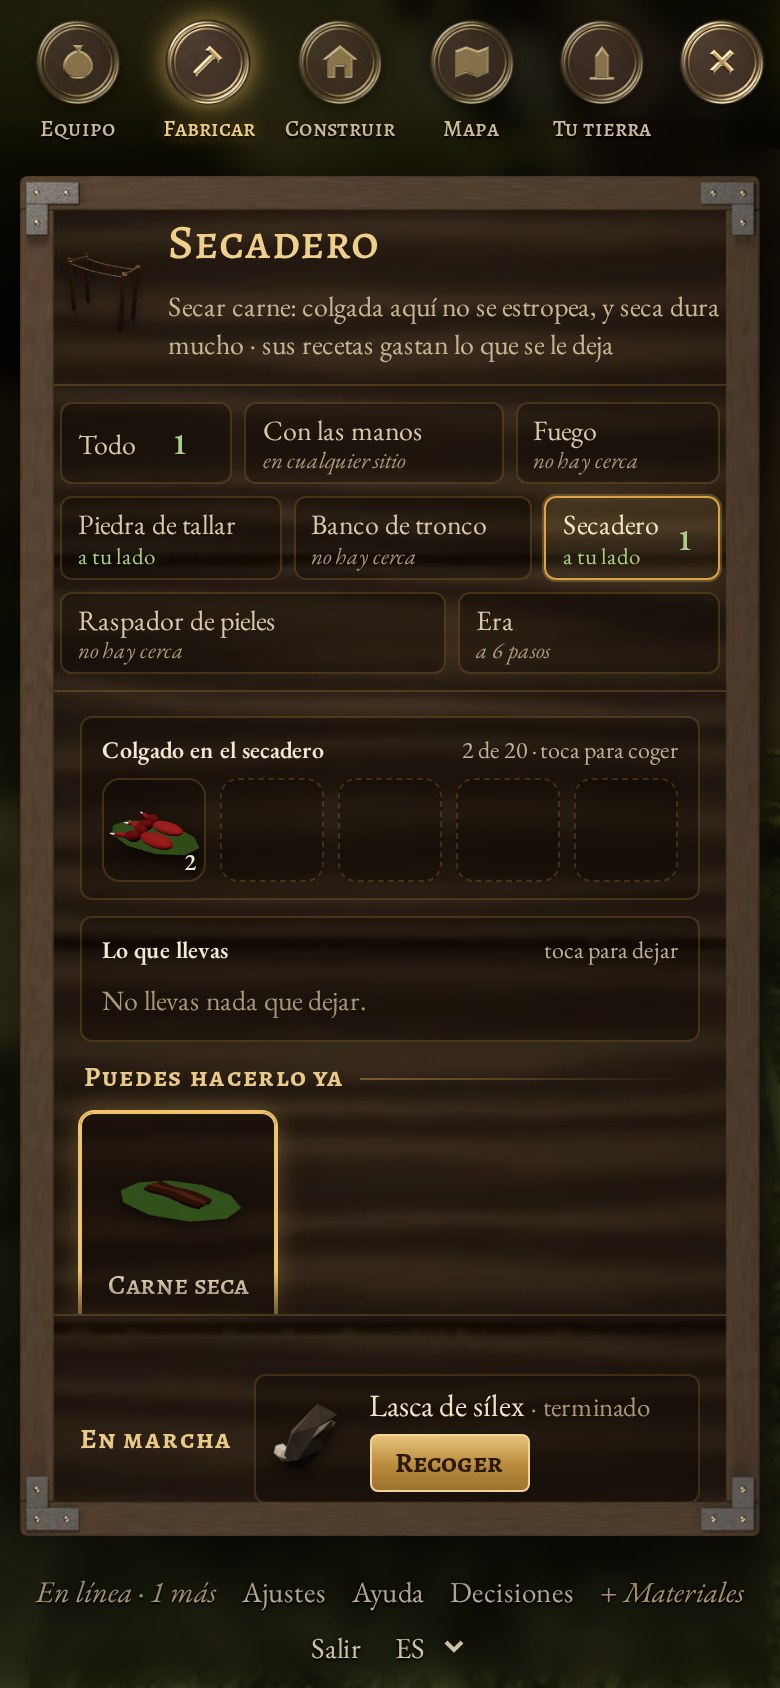 Equipo Fabricar Construir Mapa Tu tierra
Secadero
Secar carne: colgada aquí no se estropea, y seca dura
mucho · sus recetas gastan lo que se le deja
Todo 1
Con las manos
en cualquier sitio
Fuego
no hay cerca
Piedra de tallar
a tu lado
Banco de tronco
no hay cerca
Secadero 1
a tu lado
Raspador de pieles
no hay cerca
Era
a 6 pasos
Colgado en el secadero 2 de 20 · toca para coger
2
Lo que llevas toca para dejar
No llevas nada que dejar.
Puedes hacerlo ya
Carne seca
En marcha
Lasca de sílex · terminado
Recoger
En línea · 1 más Ajustes Ayuda Decisiones + Materiales
Salir ES